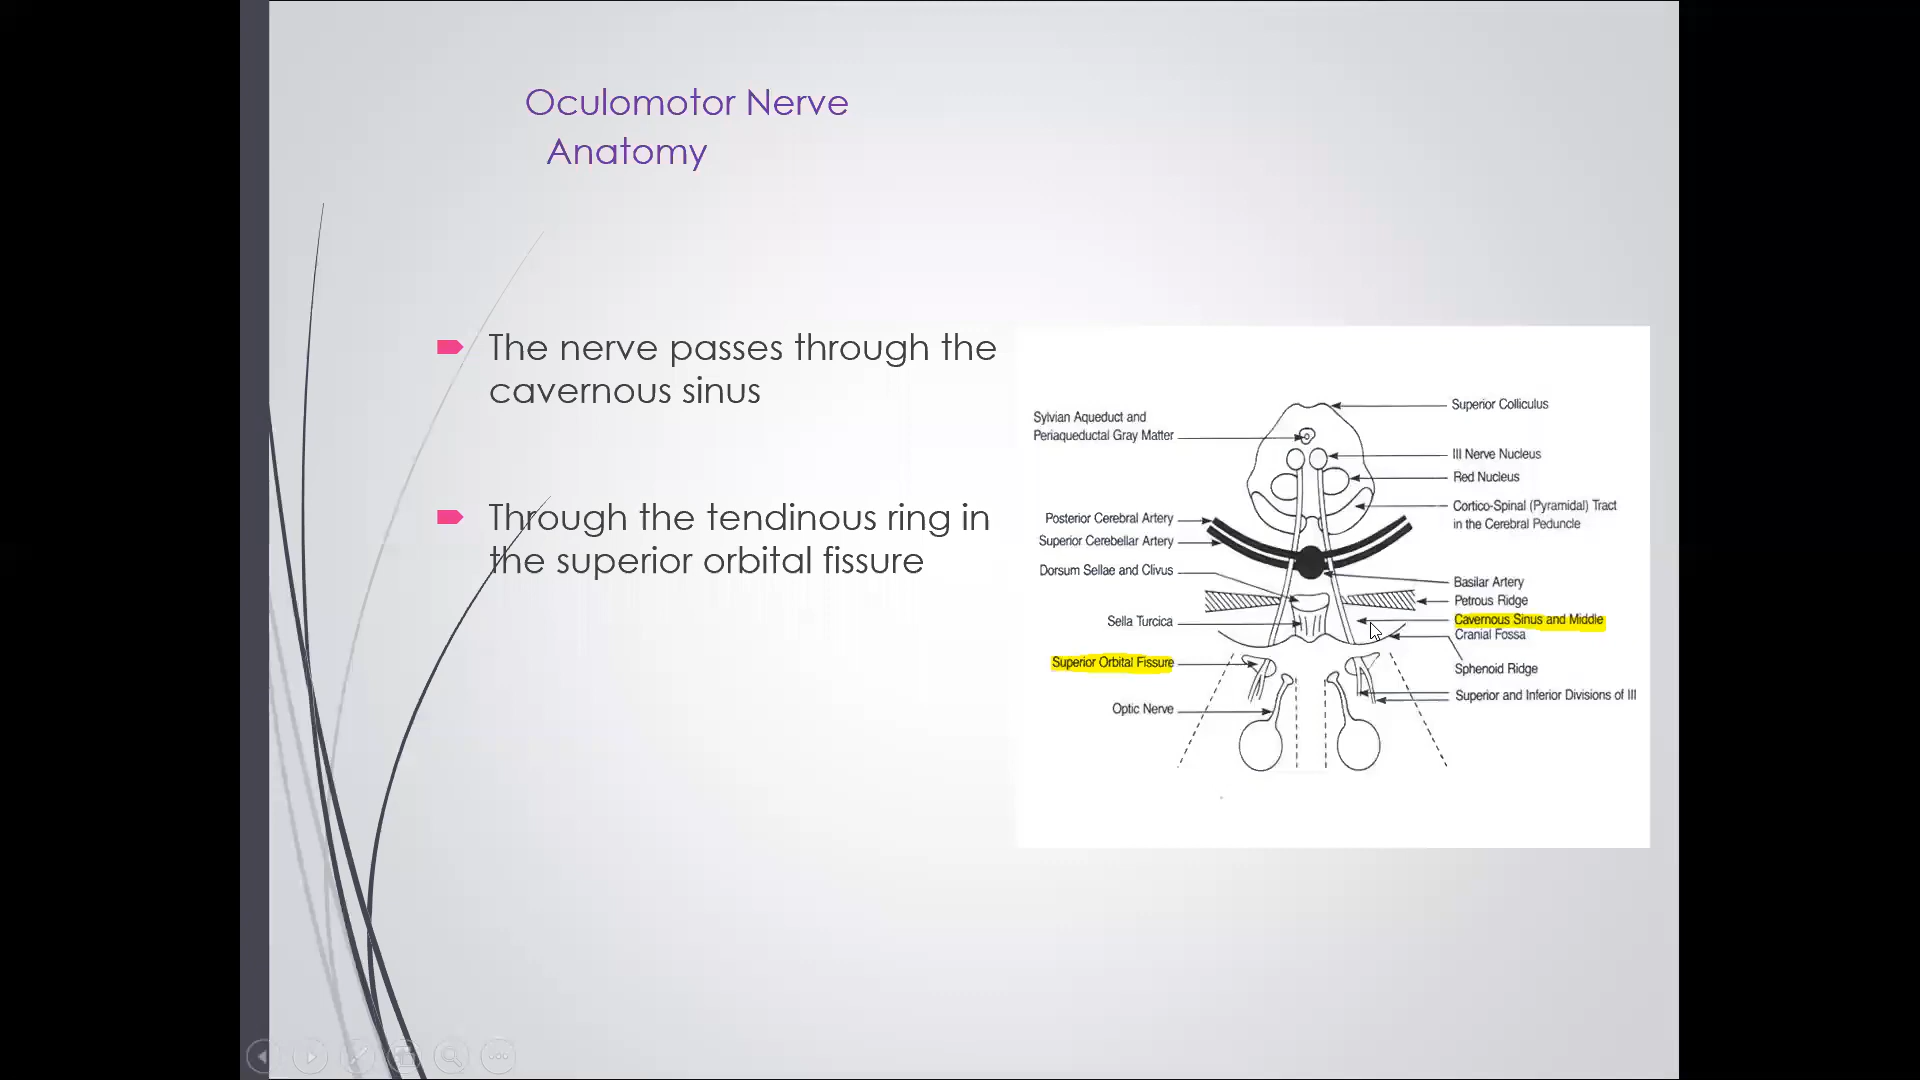 Oculomotor Nerve
Anatomy
The nerve passes through the
cavernous sinus
Through the tendinous ring in
the superior orbital fissure
Sylvian Aqueduct and
Periaqueductal Gray Matter
Posterior Cerebral Artery
Superior Cerebellar Artery
Dorsum Sellae and Clivus
Sella Turcica
Superior Orbital Fissure
Optic Nerve
Superior Colliculus
III Nerve Nucleus
Red Nucleus
Cortico-Spinal (Pyramidal) Tract
in the Cerebral Peduncle
Basilar Artery
Petrous Ridge
Cavernous Sinus and Middle
Cranial Fossa
Sphenoid Ridge
Superior and Inferior Divisions of III